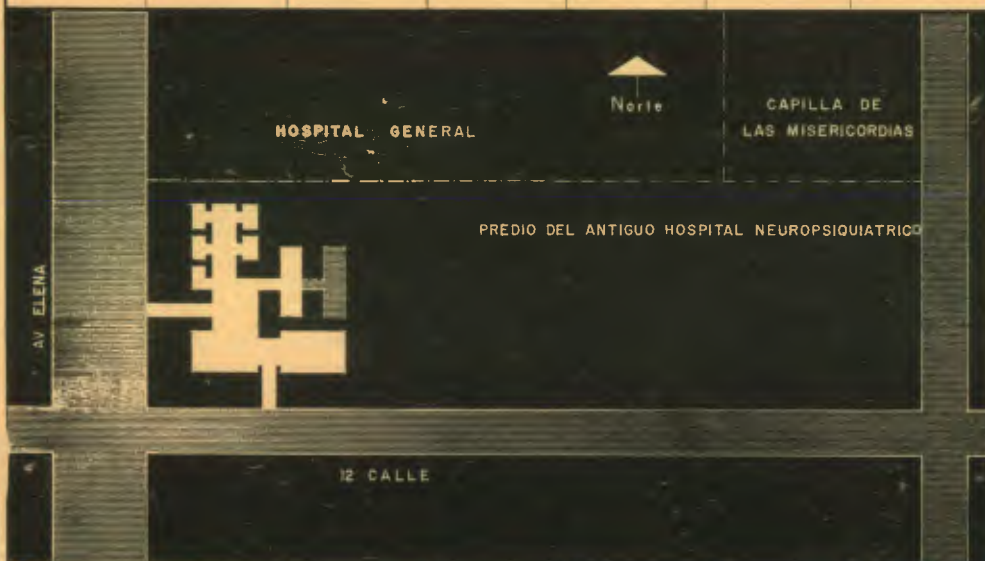 Norte
CAPILLA DE
LAS MISERICORDIAS
HOSPITAL GENERAL
PREDIO DEL ANTIGUO HOSPITAL NEUROPSIQUIATRICO
AV ELENA
12 CALLE